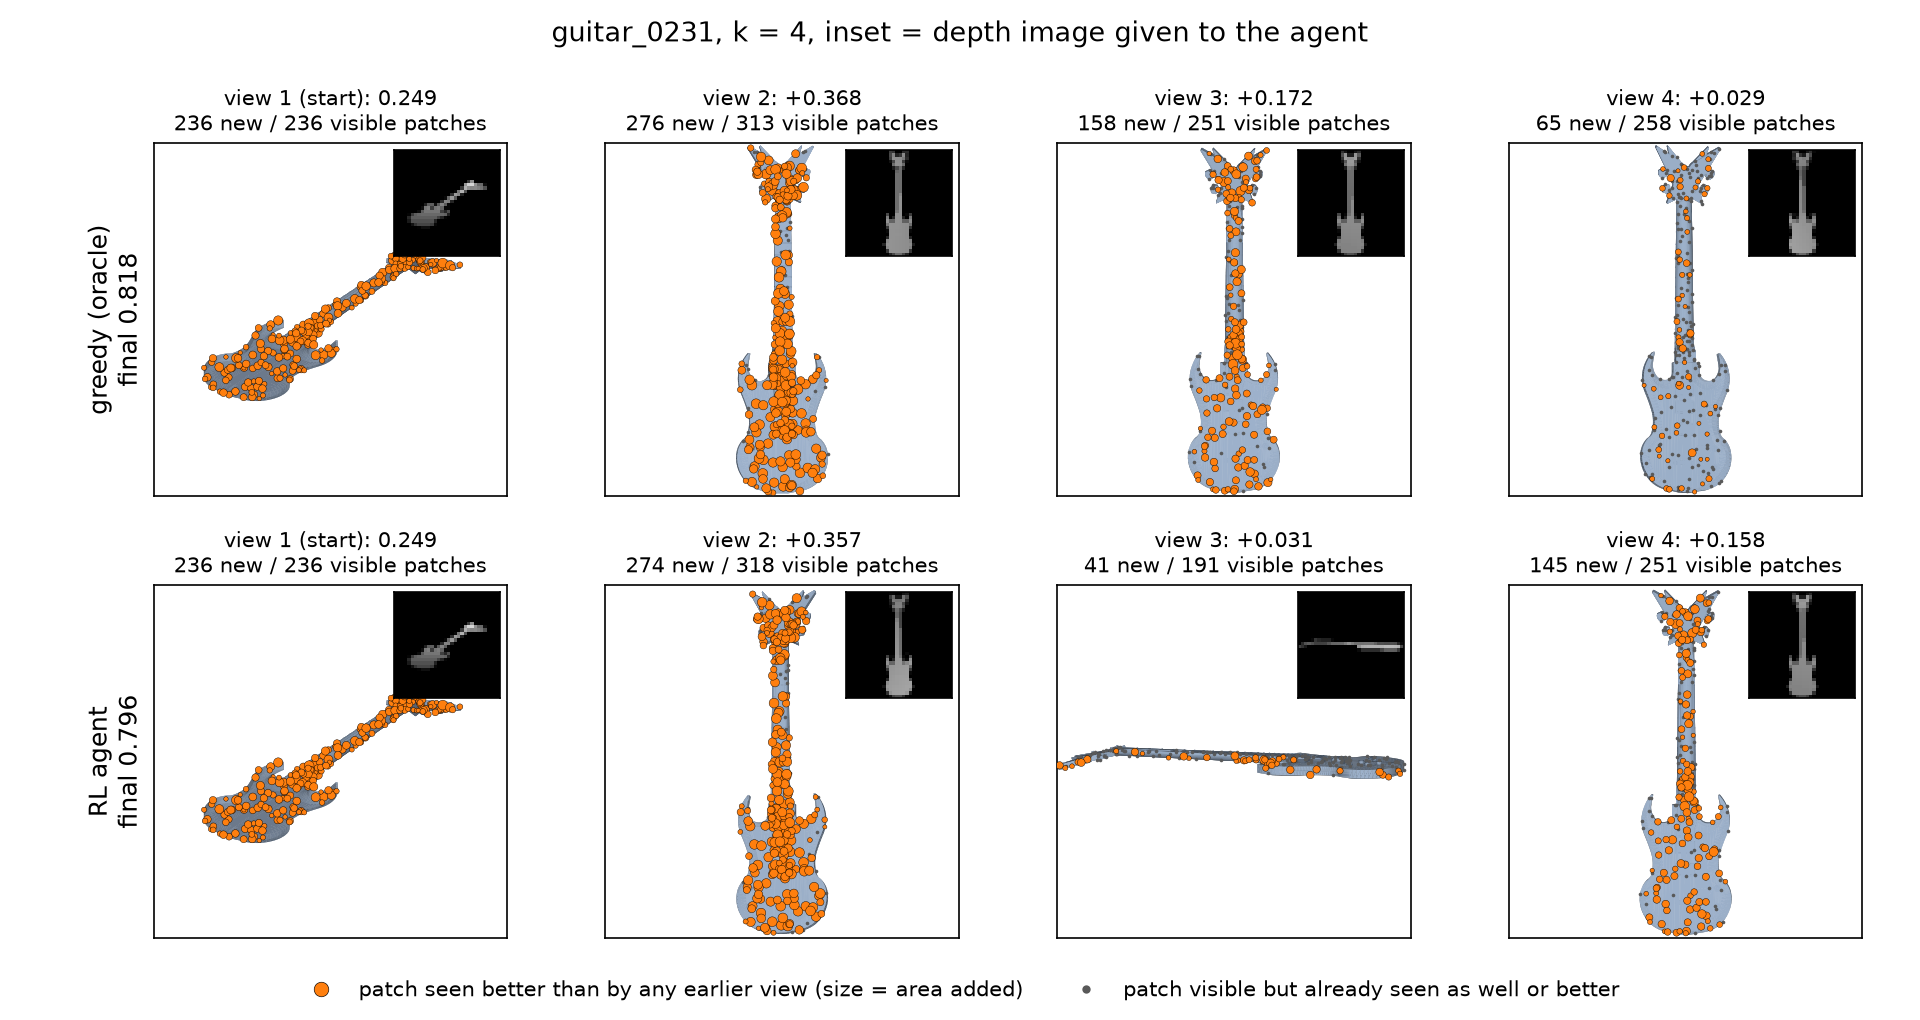 guitar_0231, k = 4, inset = depth image given to the agent
view 1 (start): 0.249
236 new / 236 visible patches
view 2: +0.368
276 new / 313 visible patches
view 3: +0.172
158 new / 251 visible patches
view 4: +0.029
65 new / 258 visible patches
greedy (oracle)
final 0.818
view 1 (start): 0.249
236 new / 236 visible patches
view 2: +0.357
274 new / 318 visible patches
view 3: +0.031
41 new / 191 visible patches
view 4: +0.158
145 new / 251 visible patches
RL agent
final 0.796
patch seen better than by any earlier view (size = area added)
patch visible but already seen as well or better